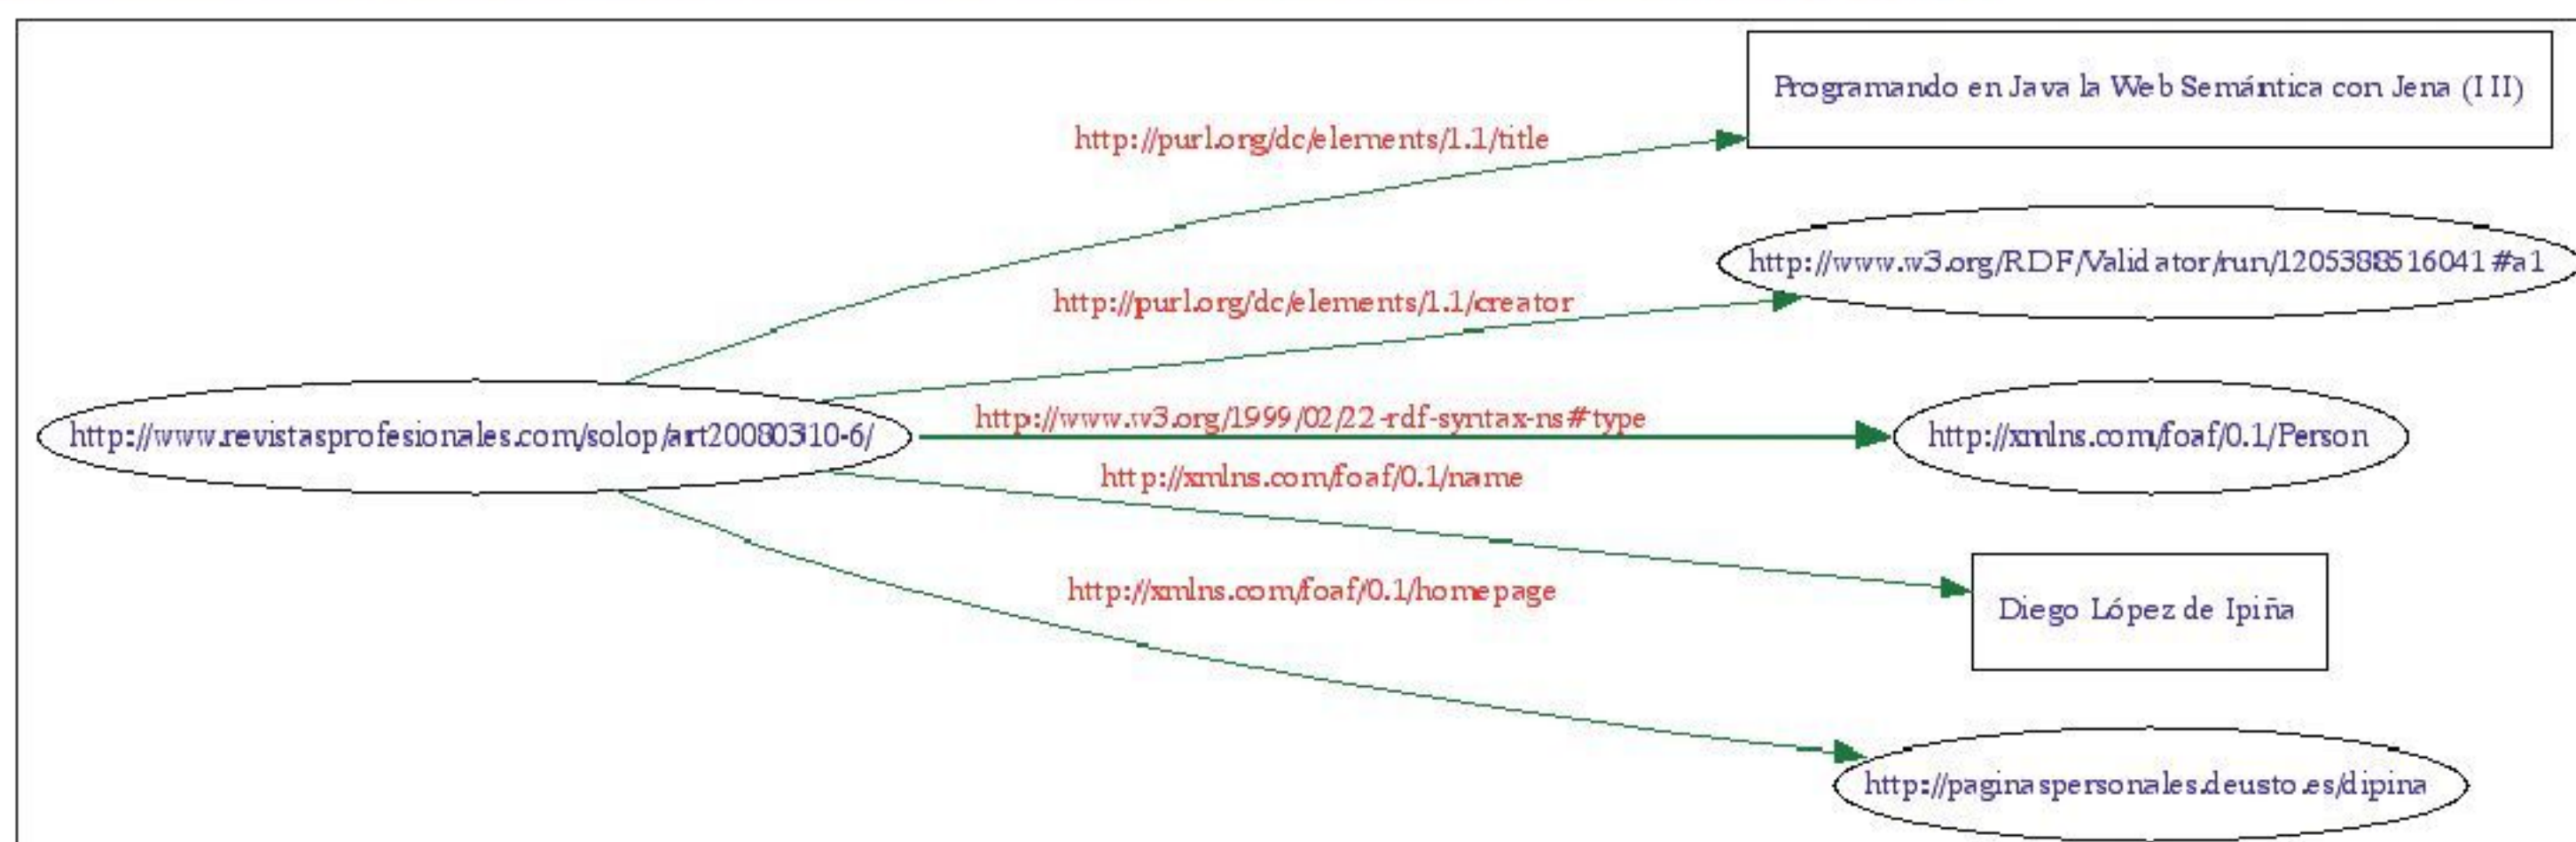 Programando en Java la Web Semántica con Jena (III)
http://purl.org/dc/elements/1.1/title
http://www.w3.org/RDF/Validator/run/1205388516041#a1
http://purl.org/dc/elements/1.1/creator
http://www.revistasprofesionales.com/solop/art20080310-6/
http://www.w3.org/1999/02/22-rdf-syntax-ns#type
http://xmlns.com/foaf/0.1/Person
http://xmlns.com/foaf/0.1/name
http://xmlns.com/foaf/0.1/homepage
Diego López de Ipiña
http://paginaspersonales.deusto.es/dipina